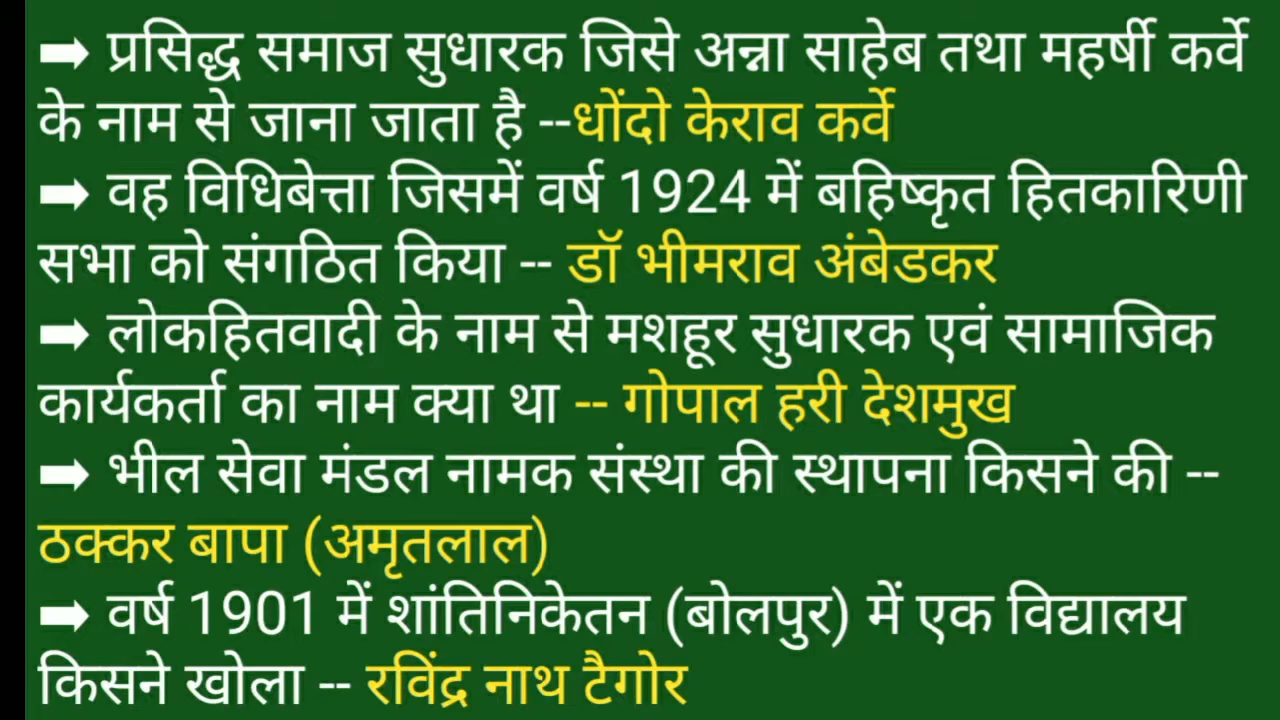 ➡ प्रसिद्ध समाज सुधारक जिसे अन्ना साहेब तथा महर्षी कर्वे
के नाम से जाना जाता है --धोंदो केराव कर्वे
➡ वह विधिबेत्ता जिसमें वर्ष 1924 में बहिष्कृत हितकारिणी
सभा को संगठित किया -- डॉ भीमराव अंबेडकर
➡ लोकहितवादी के नाम से मशहूर सुधारक एवं सामाजिक
कार्यकर्ता का नाम क्या था -- गोपाल हरी देशमुख
➡ भील सेवा मंडल नामक संस्था की स्थापना किसने की --
ठक्कर बापा (अमृतलाल)
➡ वर्ष 1901 में शांतिनिकेतन (बोलपुर) में एक विद्यालय
किसने खोला -- रविंद्र नाथ टैगोर